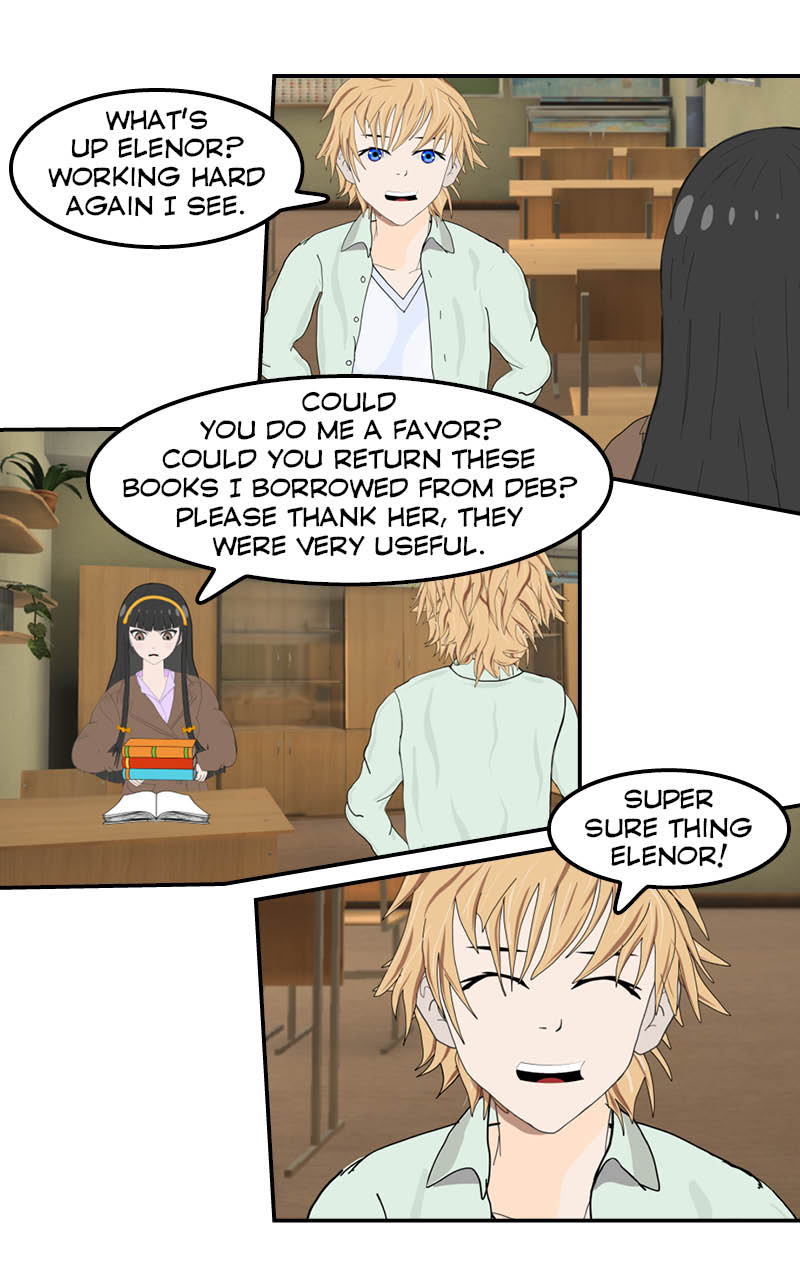 WHAT'S
UP ELENOR?
WORKING HARD
AGAIN I SEE.
COULD
YOU DO ME A FAVOR?
COULD YOU RETURN THESE
BOOKS I BORROWED FROM DEB?
PLEASE THANK HER, THEY
WERE VERY USEFUL.
SUPER
SURE THING
ELENOR!